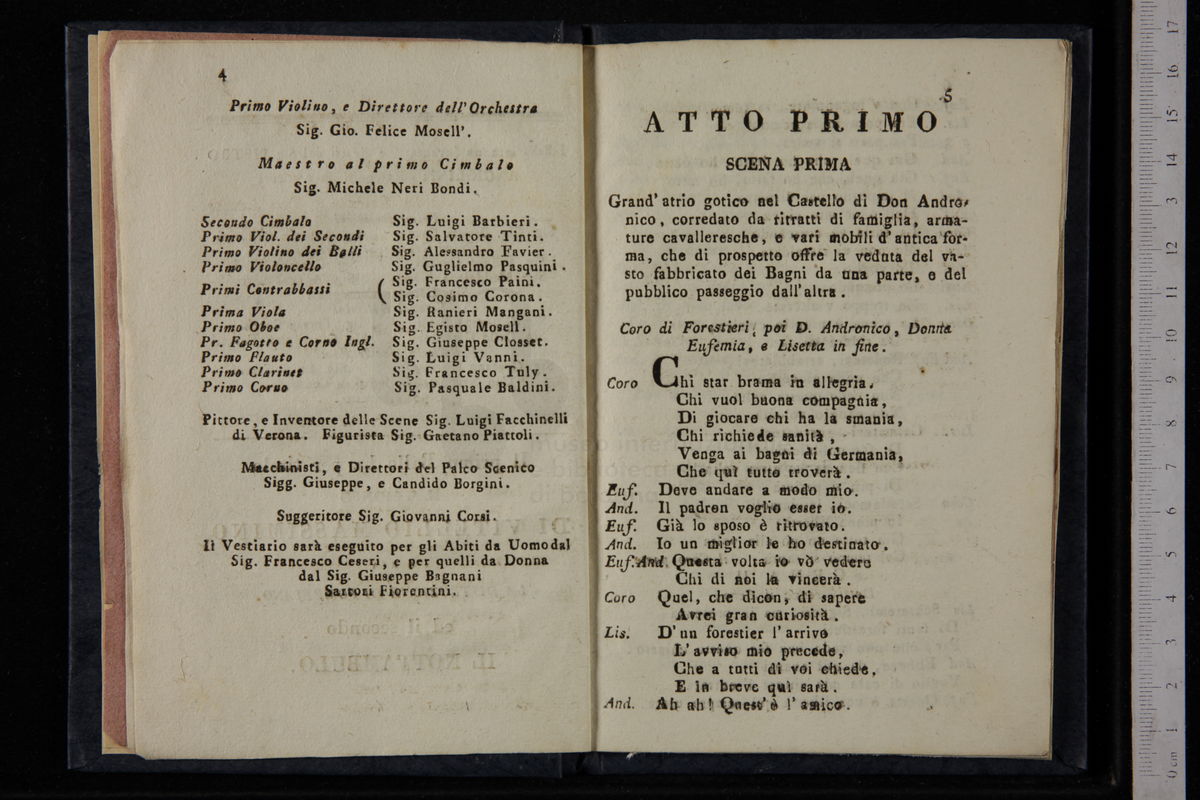 4
Primo Violino, e Direttore dell'Orchestra
Sig. Gio. Felice Mosell'.
Maestro al primo Cimbalo
Sig. Michele Neri Bondi.
Secondo Cimbalo Sig. Luigi Barbieri.
Primo Viol. dei Secondi Sig. Salvatore Tinti.
Primo Violino dei Balli Sig. Alessandro Favier.
Primo Violoncello Sig. Guglielmo Pasquini.
Primi Contrabbassi ( Sig. Francesco Paini.
Sig. Cosimo Corona.
Prima Viola Sig. Ranieri Mangani.
Primo Oboe Sig. Egisto Mosell.
Pr. Fagotto e Corno Ingl. Sig. Giuseppe Closset.
Primo Flauto Sig. Luigi Vanni.
Primo Clarinet Sig. Francesco Tuly.
Primo Corno Sig. Pasquale Baldini.
Pittore, e Inventore delle Scene Sig. Luigi Facchinelli
di Verona. Figurista Sig. Gaetano Piattoli.
Macchinisti, e Direttori del Palco Scenico
Sigg. Giuseppe, e Candido Borgini.
Suggeritore Sig. Giovanni Corsi.
Il Vestiario sarà eseguito per gli Abiti da Uomo dal
Sig. Francesco Ceseri, e per quelli da Donna
dal Sig. Giuseppe Bagnani
Sartori Fiorentini.
5
ATTO PRIMO
SCENA PRIMA
Grand' atrio gotico nel Castello di Don Andro-
nico, corredato da ritratti di famiglia, arma-
ture cavalleresche, e vari mobili d'antica for-
ma, che di prospetto offre la veduta del va-
sto fabbricato dei Bagni da una parte, e del
pubblico passeggio dall'altra.
Coro di Forestieri; poi D. Andronico, Donna
Eufemia, e Lisetta in fine.
Coro Chi star brama in allegria,
Chi vuol buona compagnia,
Di giocare chi ha la smania,
Chi richiede sanità,
Venga ai bagni di Germania,
Che quì tutto troverà.
Euf. Deve andare a modo mio.
And. Il padron voglio esser io.
Euf. Già lo sposo è ritrovato.
And. Io un miglior le ho destinato.
Euf. And. Questa volta io vò vedere
Chi di noi la vincerà.
Coro Quel, che dicon, di sapere
Avrei gran curiosità.
Lis. D'un forestier l'arrivo
L'avviso mio precede,
Che a tutti di voi chiede,
E in breve quì sarà.
And. Ah ah! Quest' è l'amico.